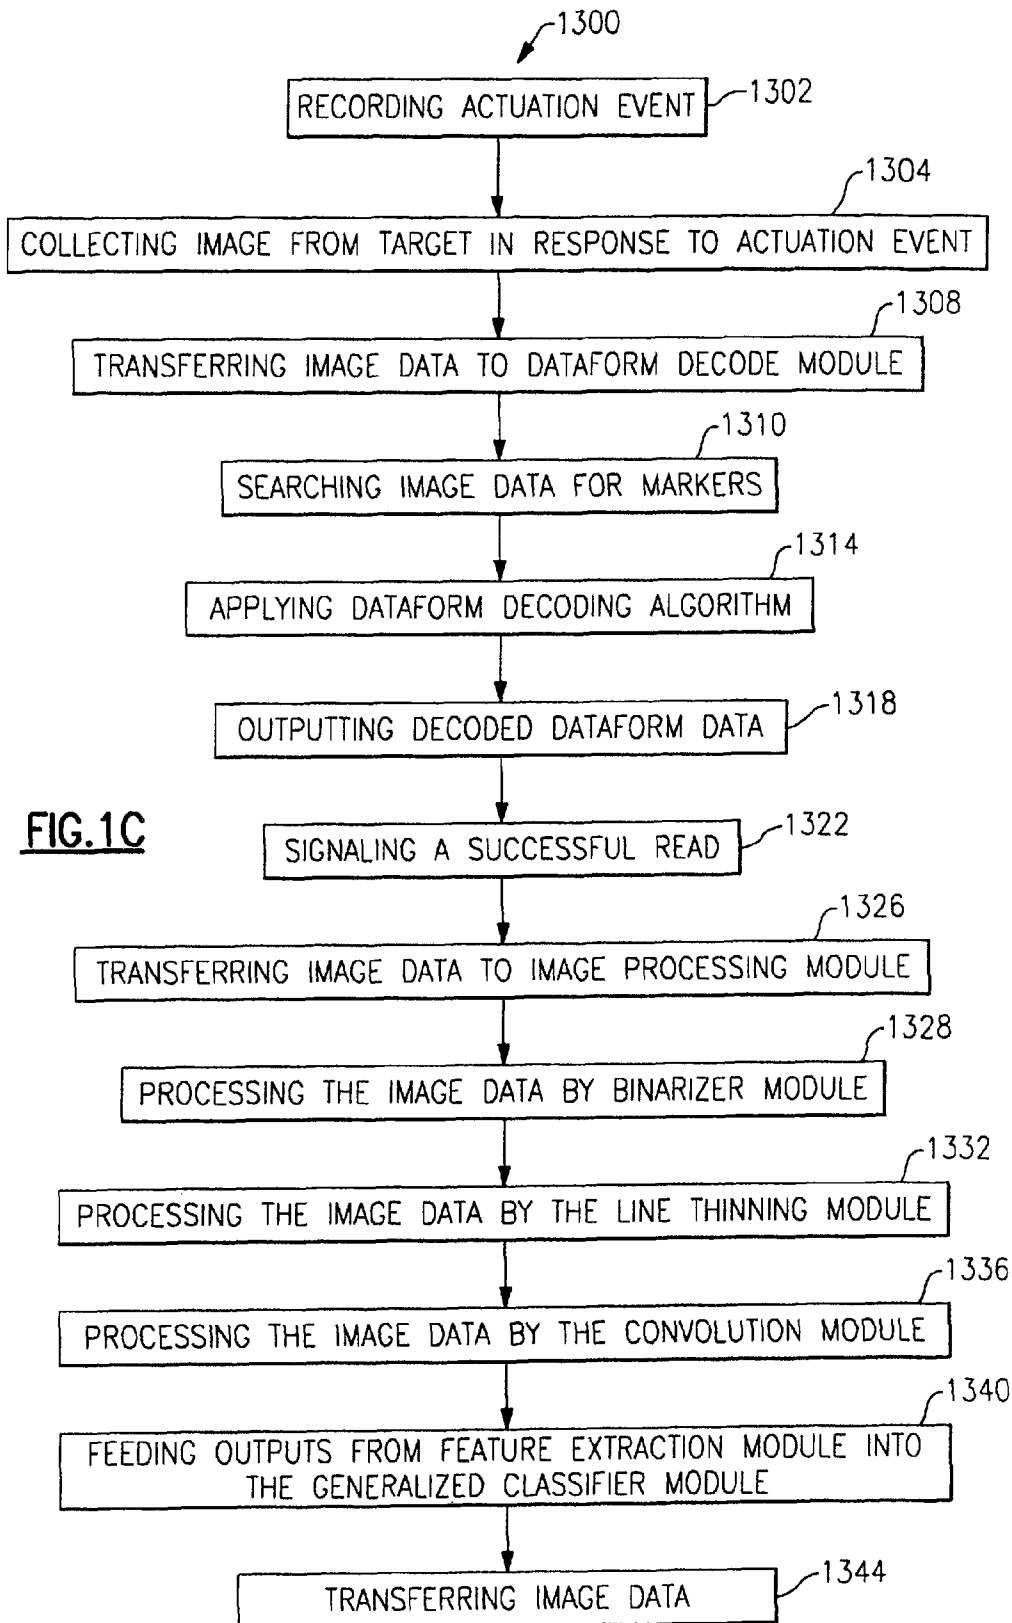 1300
RECORDING ACTUATION EVENT
1302
1304
COLLECTING IMAGE FROM TARGET IN RESPONSE TO ACTUATION EVENT
1308
TRANSFERRING IMAGE DATA TO DATAFORM DECODE MODULE
1310
SEARCHING IMAGE DATA FOR MARKERS
1314
APPLYING DATAFORM DECODING ALGORITHM
1318
OUTPUTTING DECODED DATAFORM DATA
FIG.1C
1322
SIGNALING A SUCCESSFUL READ
1326
TRANSFERRING IMAGE DATA TO IMAGE PROCESSING MODULE
1328
PROCESSING THE IMAGE DATA BY BINARIZER MODULE
1332
PROCESSING THE IMAGE DATA BY THE LINE THINNING MODULE
1336
PROCESSING THE IMAGE DATA BY THE CONVOLUTION MODULE
1340
FEEDING OUTPUTS FROM FEATURE EXTRACTION MODULE INTO
THE GENERALIZED CLASSIFIER MODULE
1344
TRANSFERRING IMAGE DATA